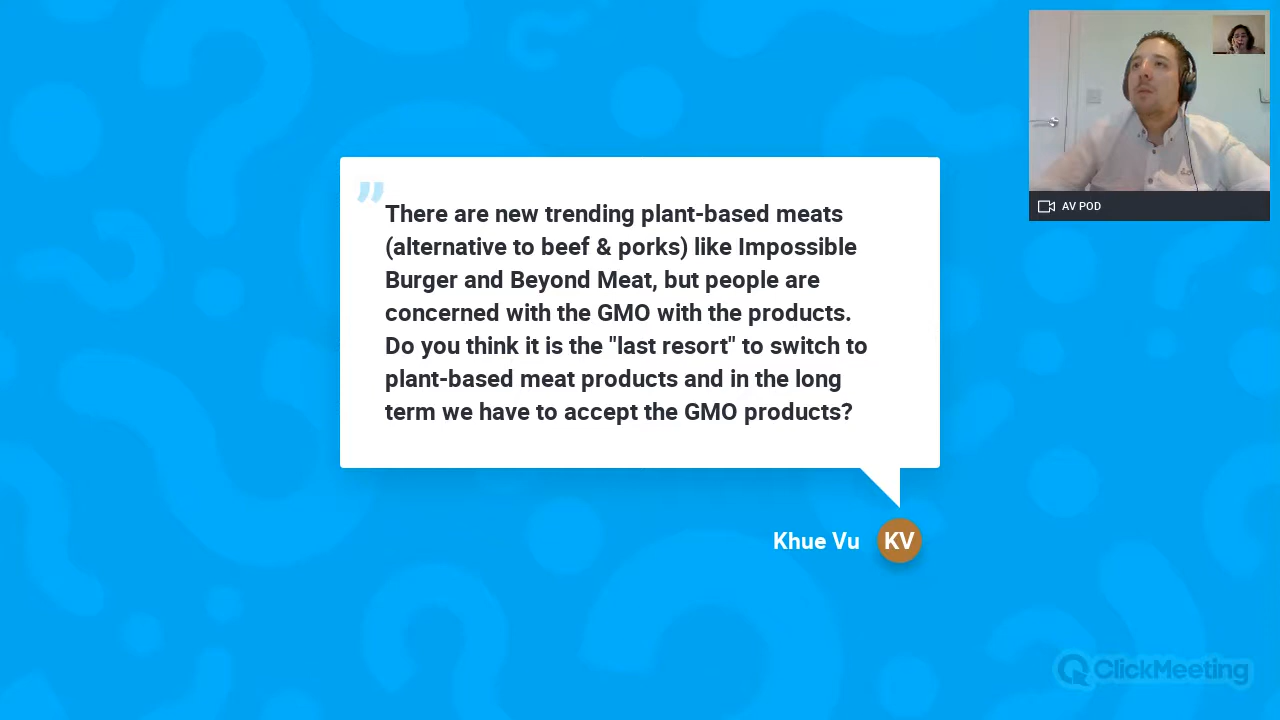 There are new trending plant-based meats
(alternative to beef & porks) like Impossible
Burger and Beyond Meat, but people are
concerned with the GMO with the products.
Do you think it is the "last resort" to switch to
plant-based meat products and in the long
term we have to accept the GMO products?
Khue Vu KV
AV POD
ClickMeeting